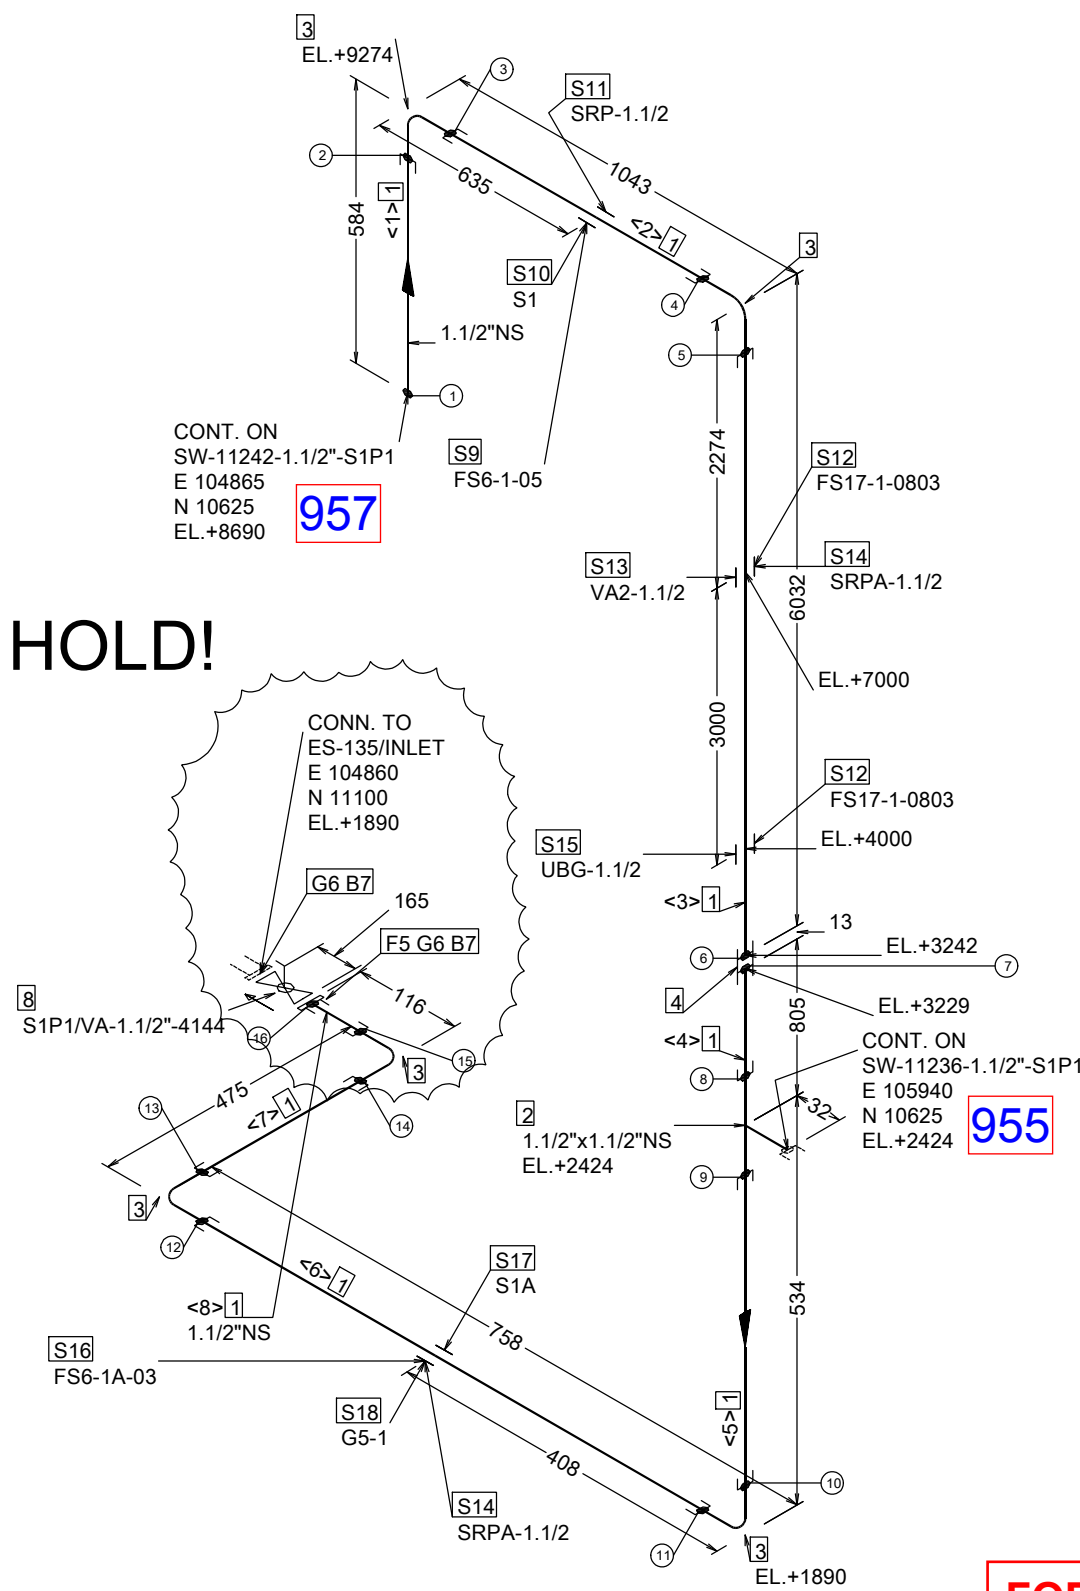 3
EL.+9274
3
S11
SRP-1.1/2
2
635
1043
584
<1> 1
<2> 1
3
S10
S1
4
1.1/2"NS
5
1
CONT. ON
SW-11242-1.1/2"-S1P1
E 104865
N 10625
EL.+8690
957
S9
FS6-1-05
2274
S12
FS17-1-0803
S13
VA2-1.1/2
S14
SRPA-1.1/2
6032
HOLD!
EL.+7000
CONN. TO
ES-135/INLET
E 104860
N 11100
EL.+1890
3000
S12
FS17-1-0803
S15
UBG-1.1/2
EL.+4000
G6 B7
165
<3> 1
13
F5 G6 B7
EL.+3242
6
7
8
S1P1/VA-1.1/2"-4144
116
4
EL.+3229
805
16
15
<4> 1
CONT. ON
SW-11236-1.1/2"-S1P1
E 105940
N 10625
EL.+2424
955
3
8
475
<7> 1
13
14
32
2
1.1/2"x1.1/2"NS
EL.+2424
9
3
12
<6> 1
S17
S1A
534
<8> 1
1.1/2"NS
758
S16
FS6-1A-03
S18
G5-1
<5> 1
408
10
S14
SRPA-1.1/2
11
3
EL.+1890